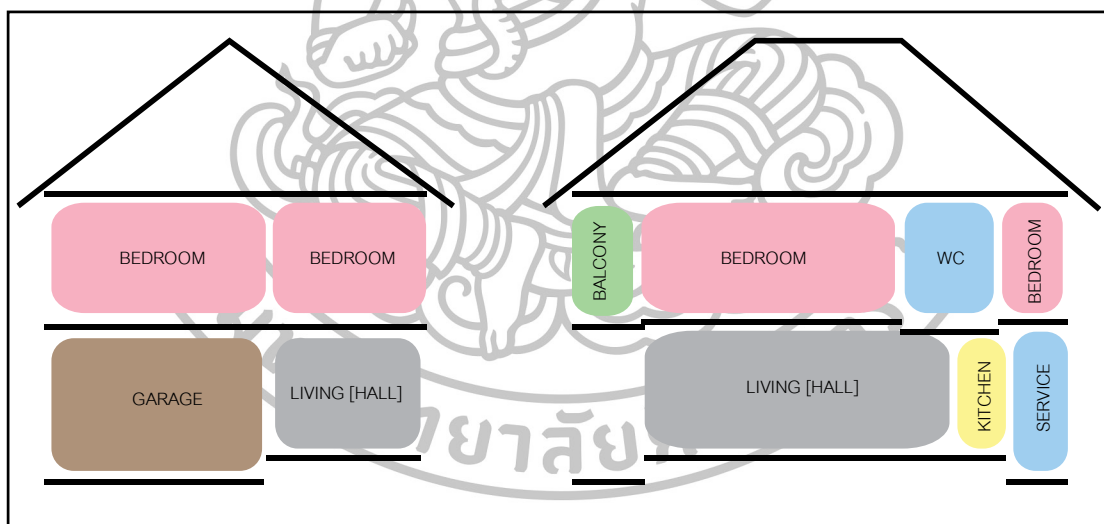 BEDROOM
BEDROOM
BALCONY
BEDROOM
WC
BEDROOM
GARAGE
LIVING [HALL]
LIVING [HALL]
KITCHEN
SERVICE
ยาลัย